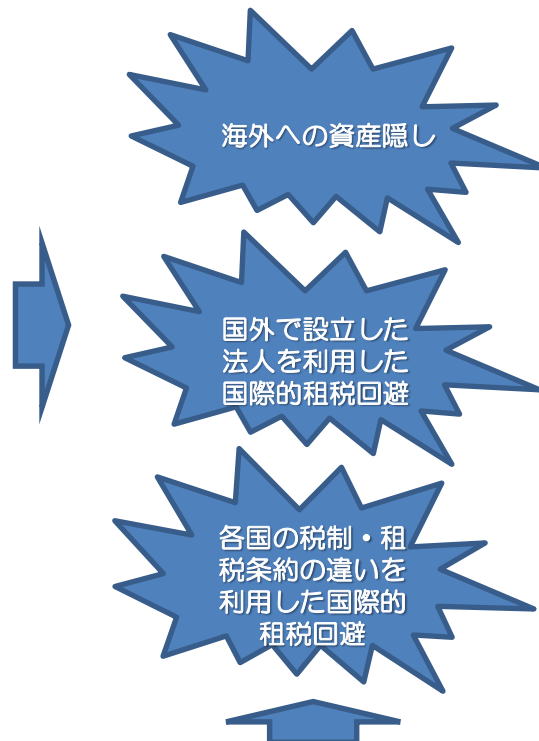 海外への資産隠し
国外で設立した
法人を利用した
国際的租税回避
各国の税制・租
税条約の違いを
利用した国際的
租税回避